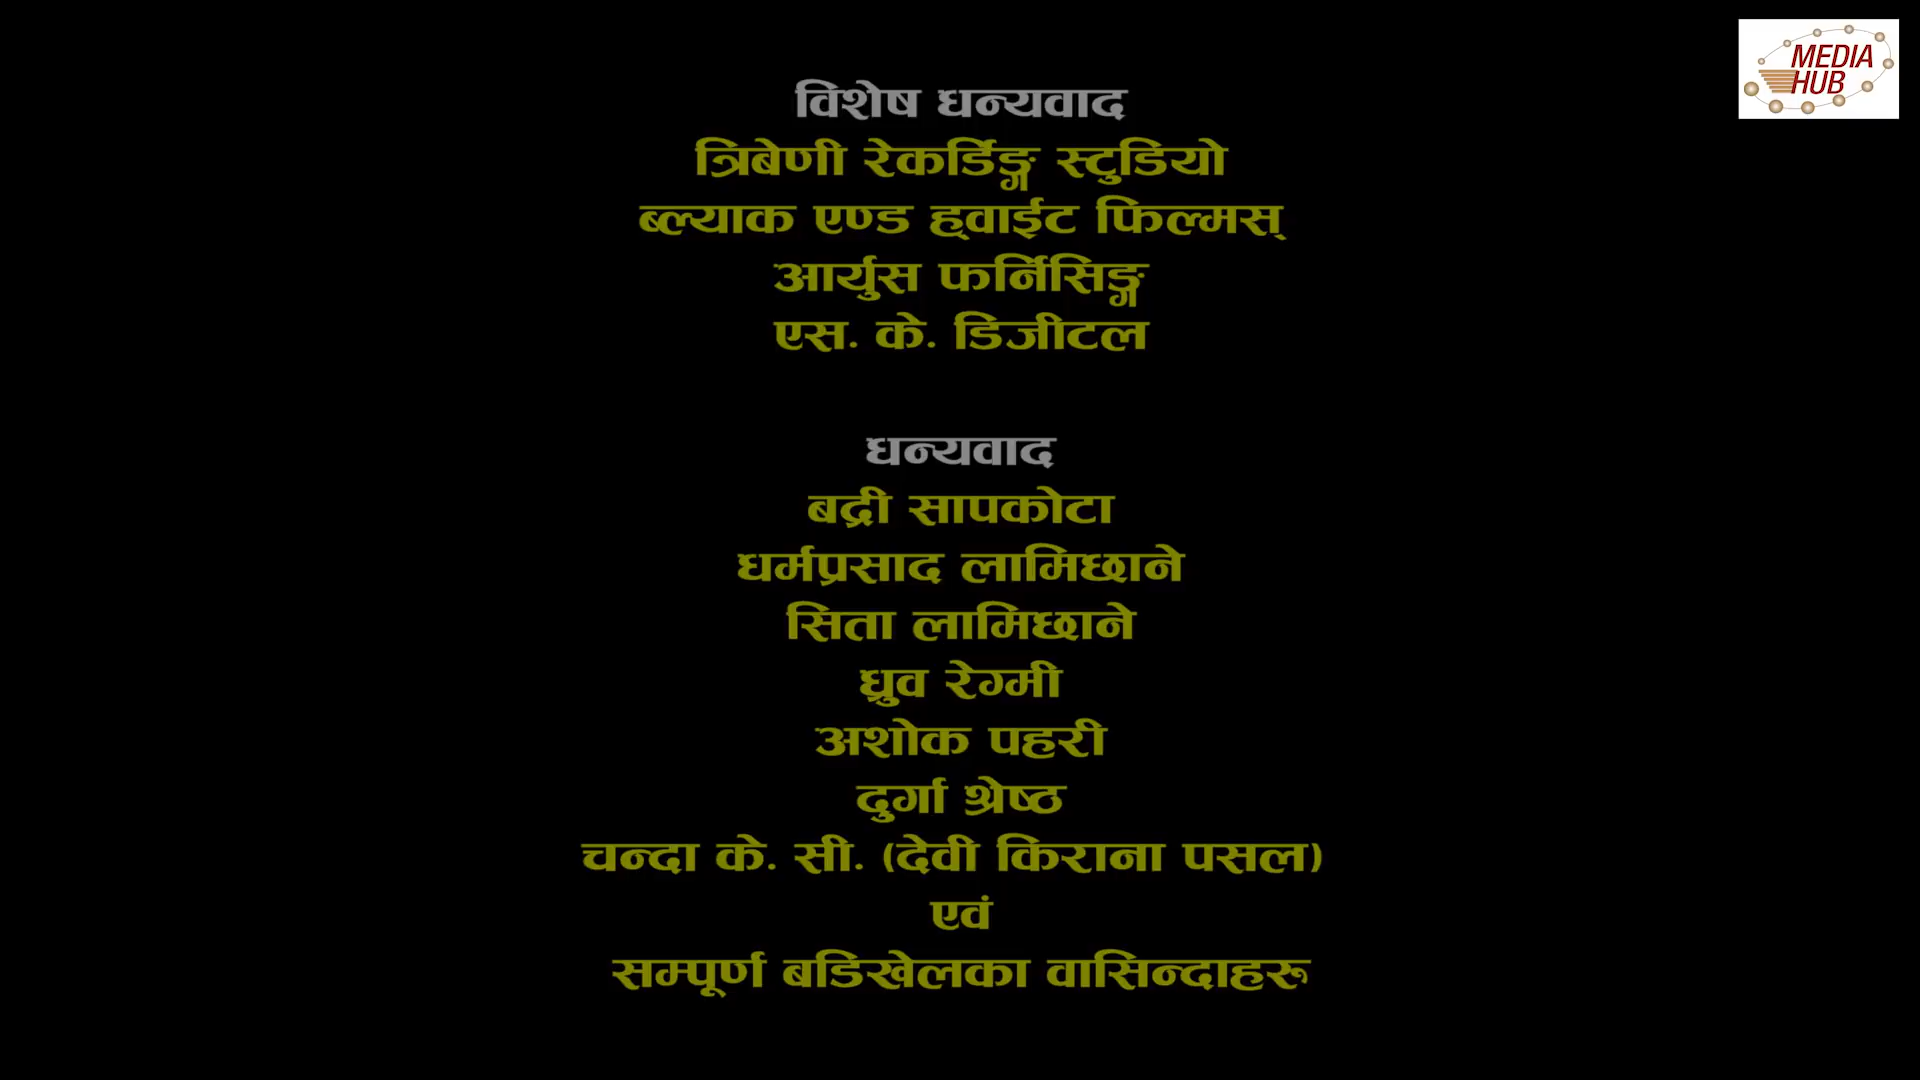 MEDIA
HUB
विशेष धन्यवाद
त्रिबेणी रेकर्डिङ्ग स्टुडियो
ब्ल्याक एण्ड ह्वाईट फिल्मस्
आर्युस फर्निसिङ्ग
एस. के. डिजीटल
धन्यवाद
बद्री सापकोटा
धर्मप्रसाद लामिछाने
सिता लामिछाने
ध्रुव रेग्मी
अशोक पहरी
दुर्गा श्रेष्ठ
चन्दा के. सी. (देवी किराना पसल)
एवं
सम्पूर्ण बडिखेलका वासिन्दाहरु